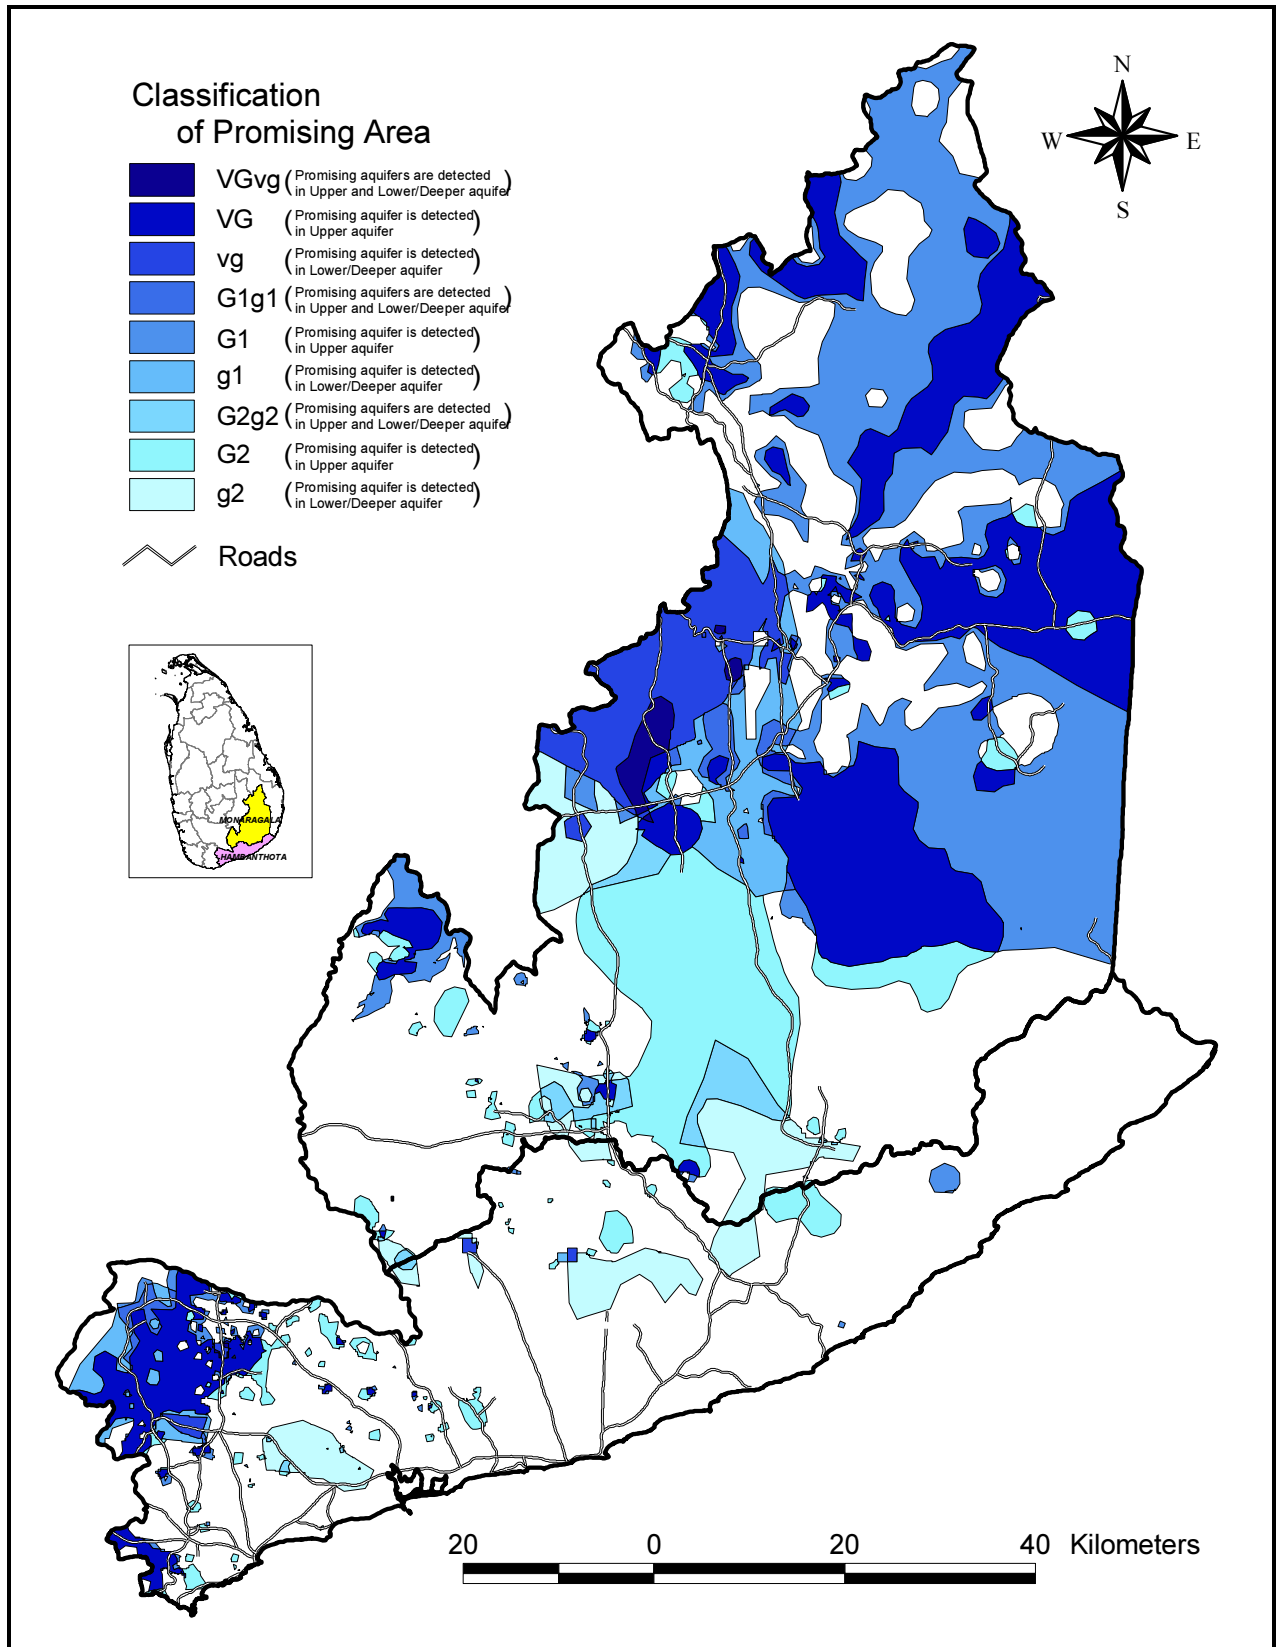 Classification
of Promising Area
VGvg (Promising aquifers are detected
in Upper and Lower/Deeper aquifer)
VG (Promising aquifer is detected
in Upper aquifer)
vg (Promising aquifer is detected
in Lower/Deeper aquifer)
G1g1 (Promising aquifers are detected
in Upper and Lower/Deeper aquifer)
G1 (Promising aquifer is detected
in Upper aquifer)
g1 (Promising aquifer is detected
in Lower/Deeper aquifer)
G2g2 (Promising aquifers are detected
in Upper and Lower/Deeper aquifer)
G2 (Promising aquifer is detected
in Upper aquifer)
g2 (Promising aquifer is detected
in Lower/Deeper aquifer)
Roads
N
W E
S
MONARAGALA
HAMBANTHOTA
20 0 20 40 Kilometers